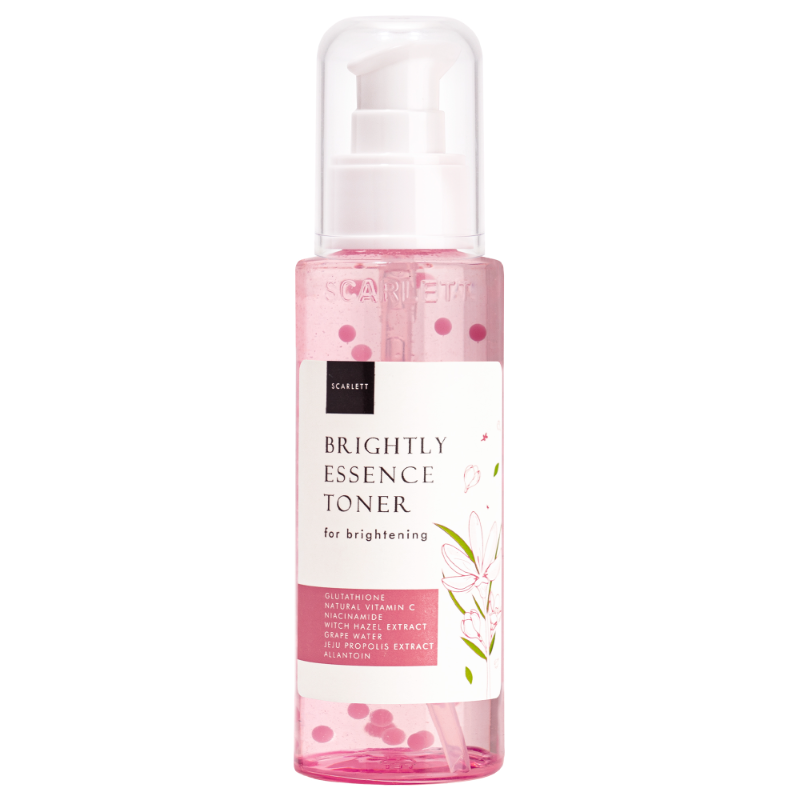 SCARLETT
SCARLETT
BRIGHTLY
ESSENCE
TONER
for brightening
GLUTATHIONE
NATURAL VITAMIN C
NIACINAMIDE
WITCH HAZEL EXTRACT
GRAPE WATER
JEJU PROPOLIS EXTRACT
ALLANTOIN